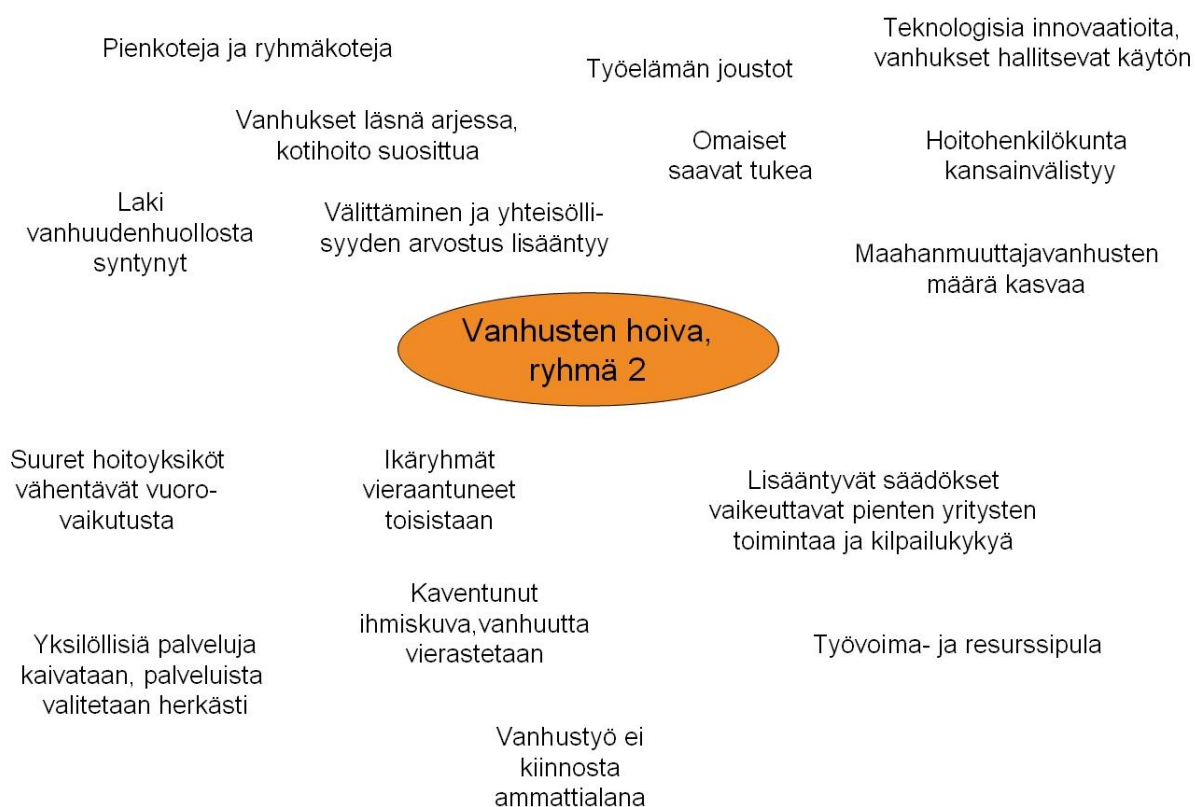 Pienkoteja ja ryhmäkoteja
Työelämän joustot
Teknologisia innovaatioita,
vanhukset hallitsevat käytön
Vanhukset läsnä arjessa,
kotihoito suosittua
Omaiset
saavat tukea
Hoitohenkilökunta
kansainvälistyy
Laki
vanhuudenhuollosta
syntynyt
Välittäminen ja yhteisölli-
syyden arvostus lisääntyy
Maahanmuuttajavanhusten
määrä kasvaa
Vanhusten hoiva,
ryhmä 2
Suuret hoitoyksiköt
vähentävät vuoro-
vaikutusta
Ikäryhmät
vieraantuneet
toisistaan
Lisääntyvät säädökset
vaikeuttavat pienten yritysten
toimintaa ja kilpailukykyä
Kaventunut
ihmiskuva,vanhuutta
vierastetaan
Yksilöllisiä palveluja
kaivataan, palveluista
valitetaan herkästi
Työvoima- ja resurssipula
Vanhustyö ei
kiinnosta
ammattialana